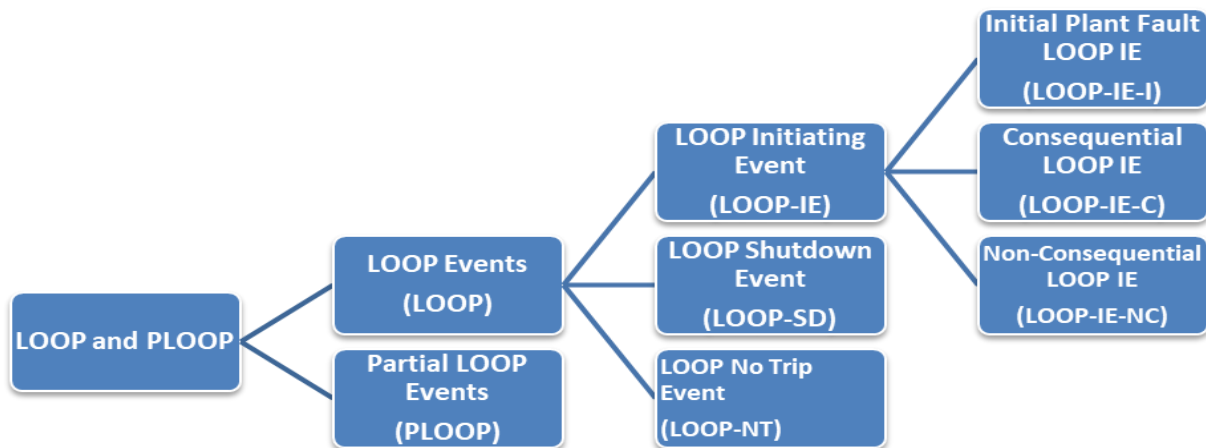 LOOP and PLOOP
LOOP Events
(LOOP)
Partial LOOP
Events
(PLOOP)
LOOP Initiating
Event
(LOOP-IE)
LOOP Shutdown
Event
(LOOP-SD)
LOOP No Trip
Event
(LOOP-NT)
Initial Plant Fault
LOOP IE
(LOOP-IE-I)
Consequential
LOOP IE
(LOOP-IE-C)
Non-Consequential
LOOP IE
(LOOP-IE-NC)